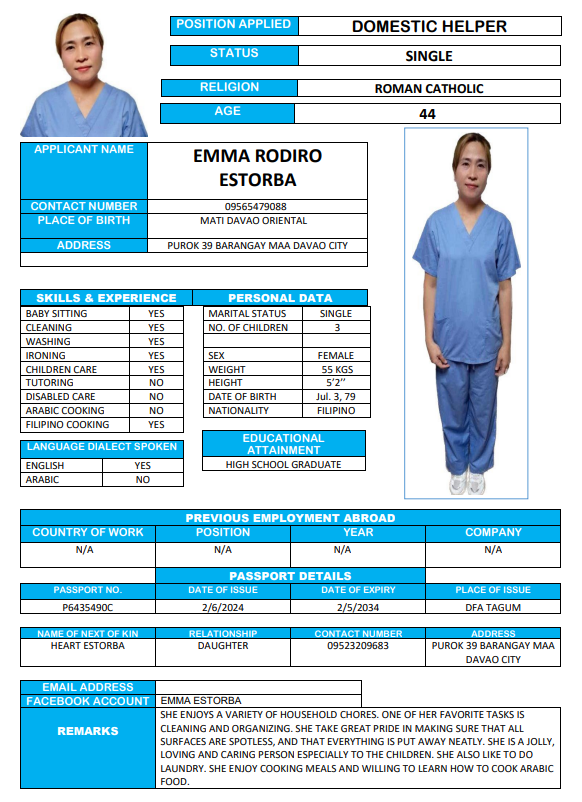 POSITION APPLIED DOMESTIC HELPER
STATUS SINGLE
RELIGION ROMAN CATHOLIC
AGE 44
APPLICANT NAME EMMA RODIRO
ESTORBA
CONTACT NUMBER 09565479088
PLACE OF BIRTH MATI DAVAO ORIENTAL
ADDRESS PUROK 39 BARANGAY MAA DAVAO CITY
SKILLS & EXPERIENCE PERSONAL DATA
BABY SITTING YES MARITAL STATUS SINGLE
CLEANING YES NO. OF CHILDREN 3
WASHING YES
IRONING YES SEX FEMALE
CHILDREN CARE YES WEIGHT 55 KGS
TUTORING NO HEIGHT 5’2’’
DISABLED CARE NO DATE OF BIRTH Jul. 3, 79
ARABIC COOKING NO NATIONALITY FILIPINO
FILIPINO COOKING YES
LANGUAGE DIALECT SPOKEN
ENGLISH YES
ARABIC NO
EDUCATIONAL
ATTAINMENT
HIGH SCHOOL GRADUATE
PREVIOUS EMPLOYMENT ABROAD
COUNTRY OF WORK POSITION YEAR COMPANY
N/A N/A N/A N/A
PASSPORT DETAILS
PASSPORT NO. DATE OF ISSUE DATE OF EXPIRY PLACE OF ISSUE
P6435490C 2/6/2024 2/5/2034 DFA TAGUM
NAME OF NEXT OF KIN RELATIONSHIP CONTACT NUMBER ADDRESS
HEART ESTORBA DAUGHTER 09523209683 PUROK 39 BARANGAY MAA
DAVAO CITY
EMAIL ADDRESS
FACEBOOK ACCOUNT EMMA ESTORBA
REMARKS
SHE ENJOYS A VARIETY OF HOUSEHOLD CHORES. ONE OF HER FAVORITE TASKS IS
CLEANING AND ORGANIZING. SHE TAKE GREAT PRIDE IN MAKING SURE THAT ALL
SURFACES ARE SPOTLESS, AND THAT EVERYTHING IS PUT AWAY NEATLY. SHE IS A JOLLY,
LOVING AND CARING PERSON ESPECIALLY TO THE CHILDREN. SHE ALSO LIKE TO DO
LAUNDRY. SHE ENJOY COOKING MEALS AND WILLING TO LEARN HOW TO COOK ARABIC
FOOD.